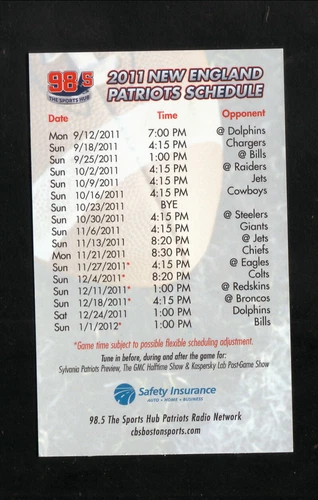 98.5
THE SPORTS HUB
2011 NEW ENGLAND
PATRIOTS SCHEDULE
Date Time Opponent
Mon 9/12/2011 7:00 PM @ Dolphins
Sun 9/18/2011 4:15 PM Chargers
Sun 9/25/2011 1:00 PM @ Bills
Sun 10/2/2011 4:15 PM @ Raiders
Sun 10/9/2011 4:15 PM Jets
Sun 10/16/2011 4:15 PM Cowboys
Sun 10/23/2011 BYE
Sun 10/30/2011 4:15 PM @ Steelers
Sun 11/6/2011 4:15 PM Giants
Sun 11/13/2011 8:20 PM @ Jets
Mon 11/21/2011 8:30 PM Chiefs
Sun 11/27/2011* 4:15 PM @ Eagles
Sun 12/4/2011* 8:20 PM Colts
Sun 12/11/2011* 1:00 PM @ Redskins
Sun 12/18/2011* 4:15 PM @ Broncos
Sat 12/24/2011 1:00 PM Dolphins
Sun 1/1/2012* 1:00 PM Bills
*Game time subject to possible flexible scheduling adjustment.
Tune in before, during and after the game for:
Sylvania Patriots Preview, The GMC Halftime Show & Kaspersky Lab Post-Game Show
Safety Insurance
AUTO • HOME • BUSINESS
98.5 The Sports Hub Patriots Radio Network
cbsbostonsports.com